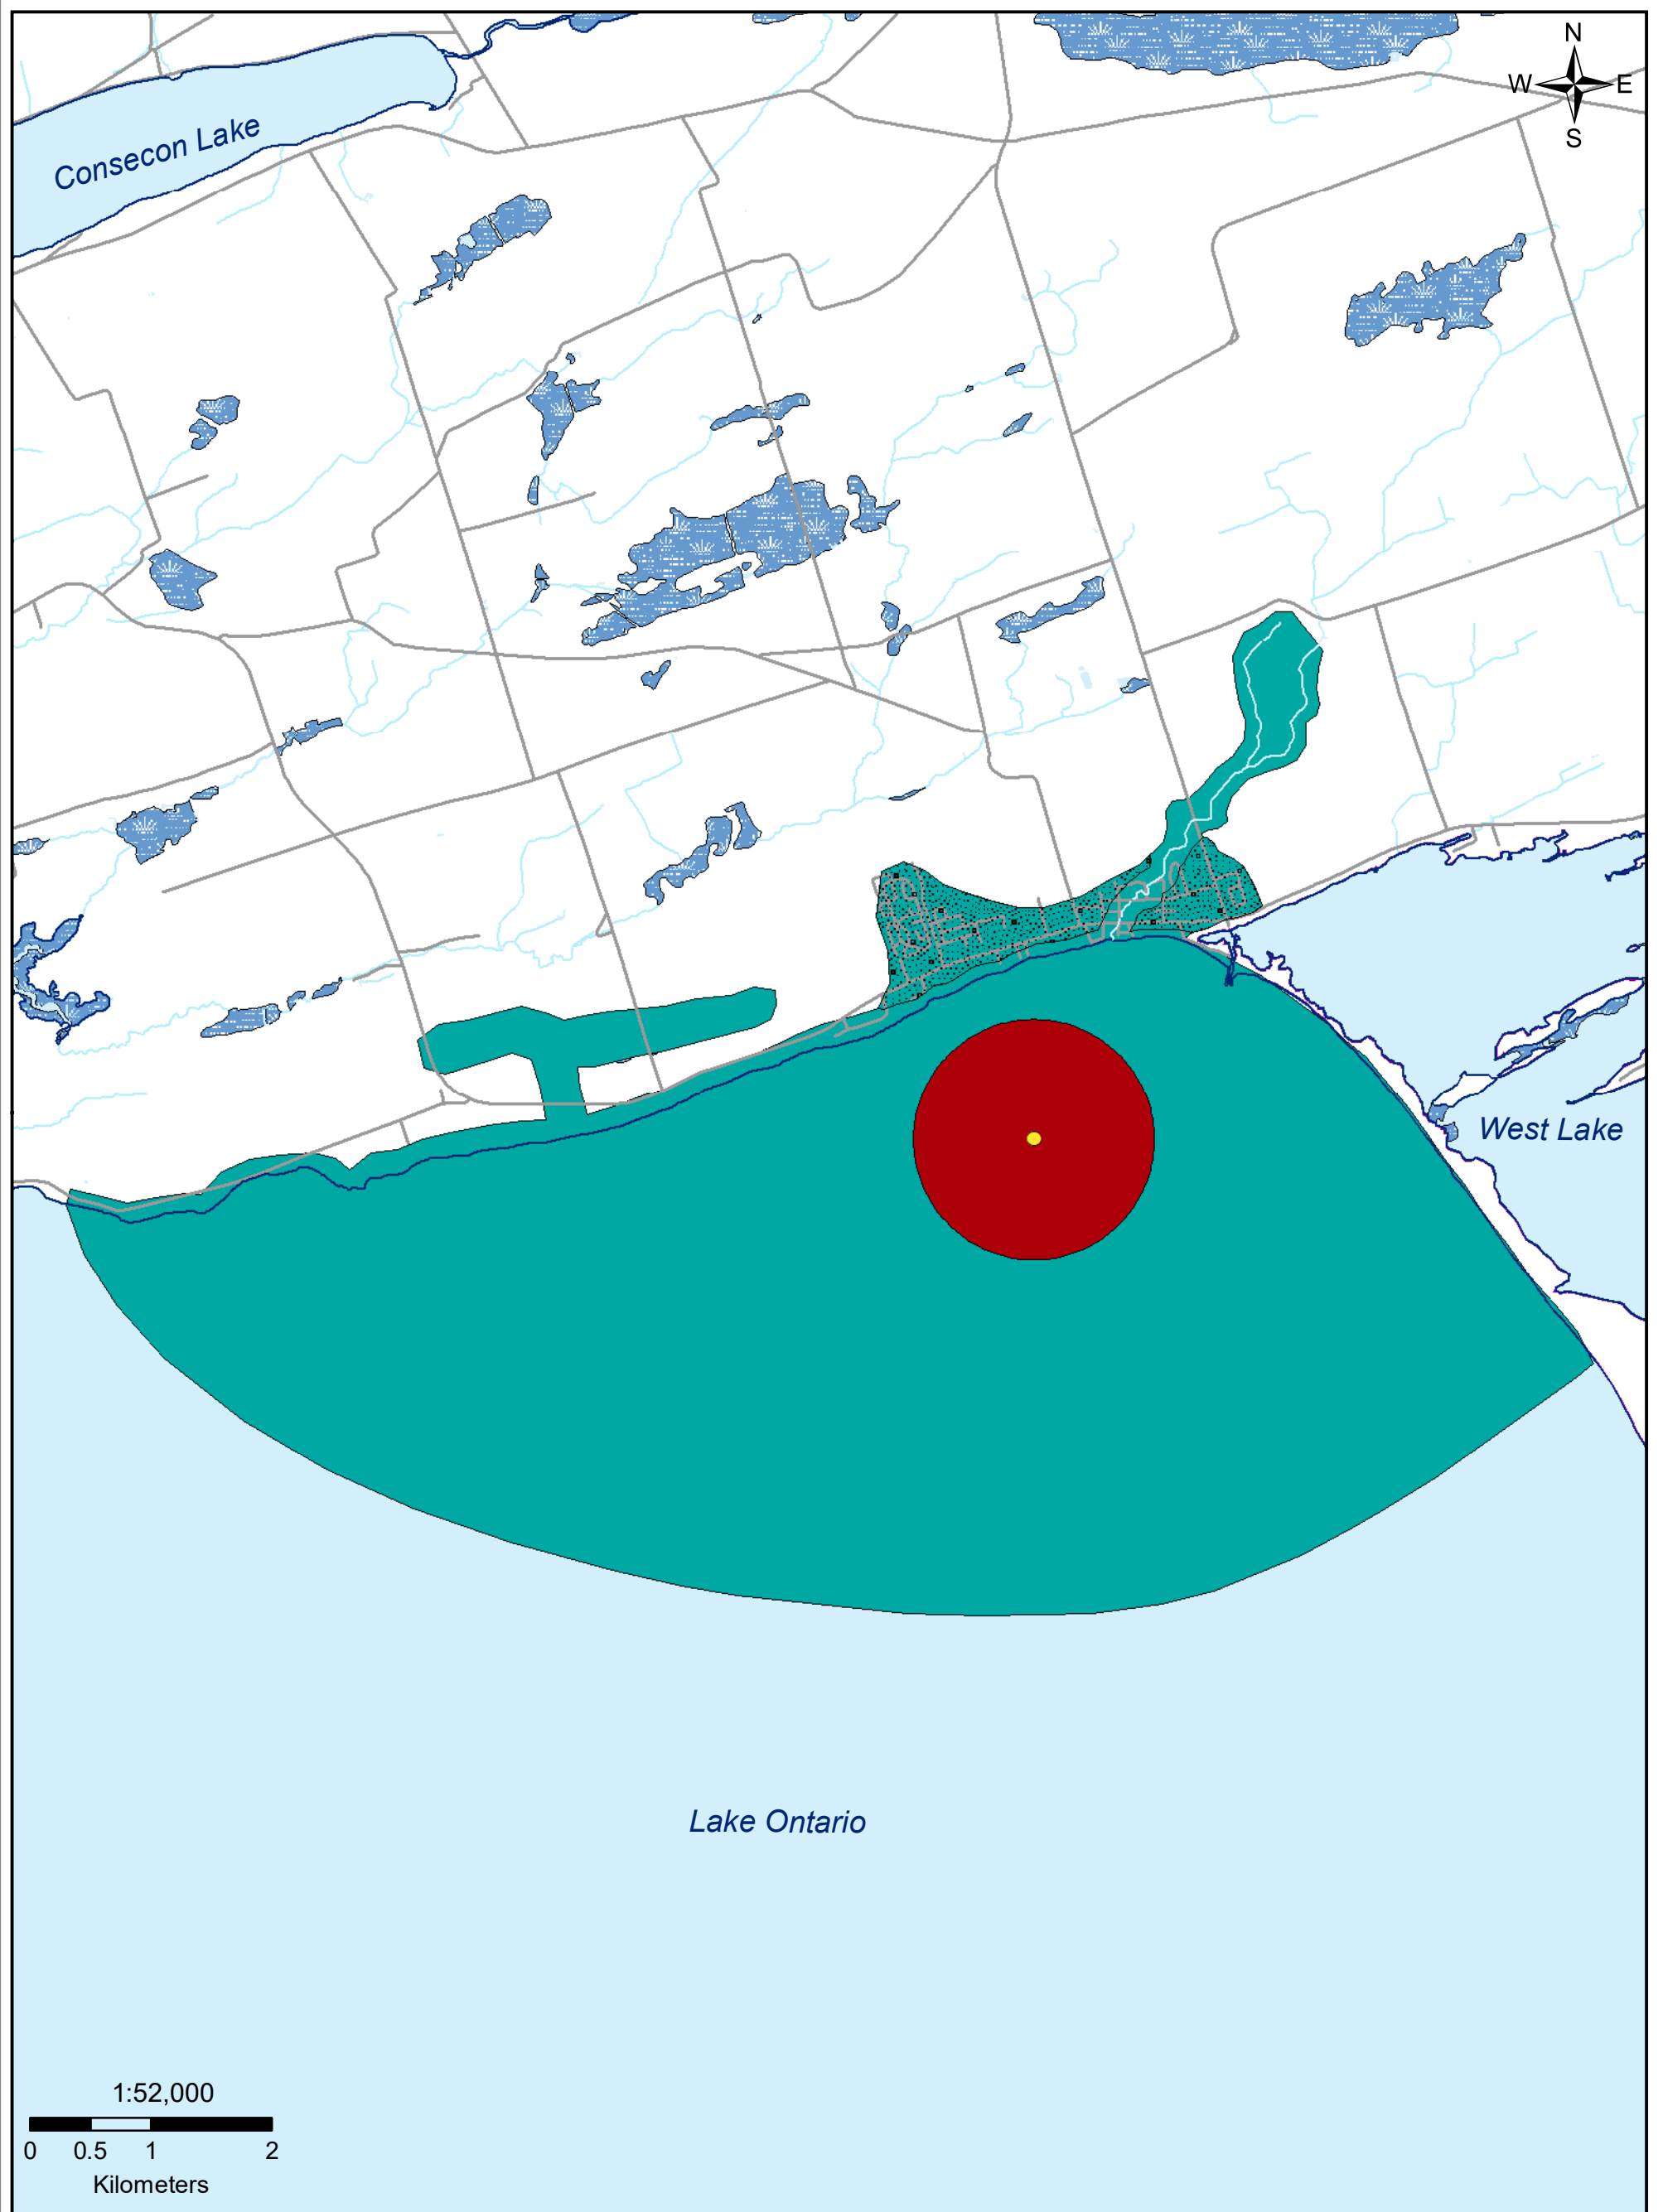 N
W E
S
Consecon Lake
West Lake
Lake Ontario
1:52,000
0 0.5 1 2
Kilometers